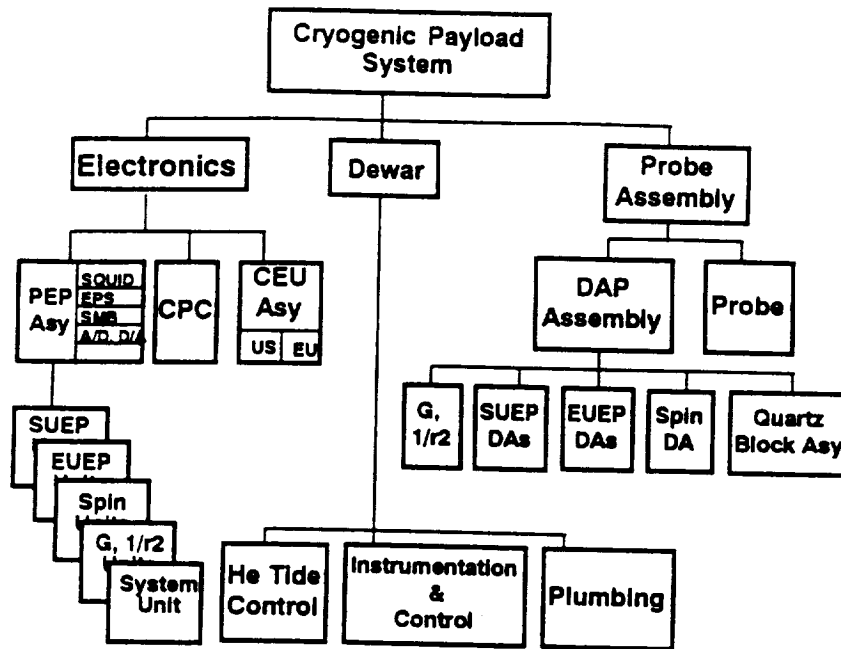 Cryogenic Payload
System
Electronics
Dewar
Probe
Assembly
PEP
Asy
SQUID
EPS
SMB
A/D, D/A
CPC
CEU
Asy
US
EU
DAP
Assembly
Probe
G,
1/r2
SUEP
DAs
EUEP
DAs
Spin
DA
Quartz
Block Asy
SUEP
EUEP
Spin
G, 1/r2
System
Unit
He Tide
Control
Instrumentation
&
Control
Plumbing